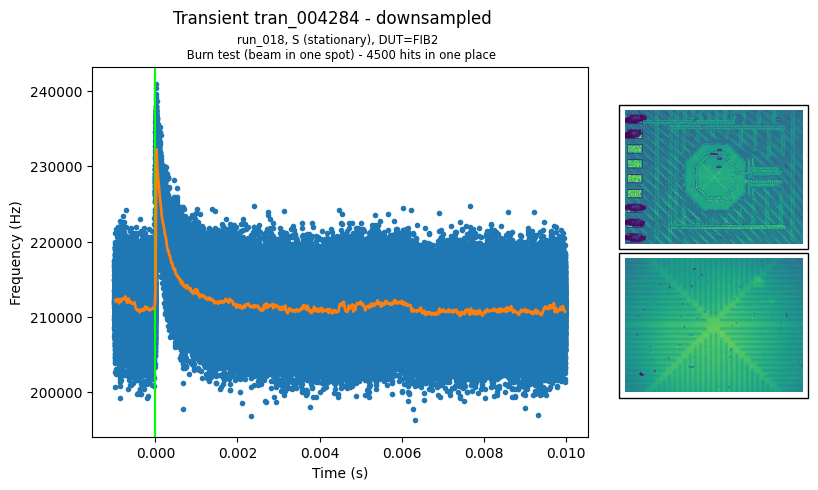 Transient tran_004284 - downsampled
run_018, S (stationary), DUT=FIB2
Burn test (beam in one spot) - 4500 hits in one place
Frequency (Hz)
240000
230000
220000
210000
200000
0.000
0.002
0.004
0.006
0.008
0.010
Time (s)